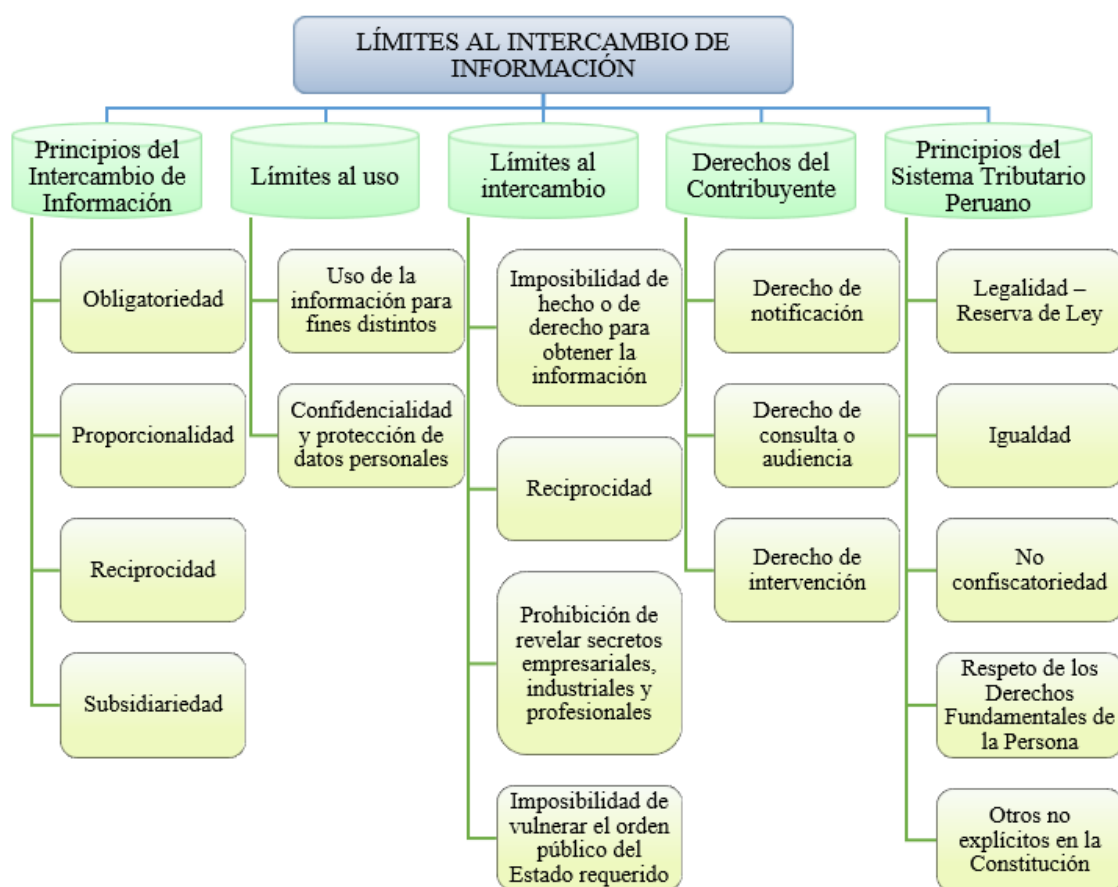 LÍMITES AL INTERCAMBIO DE
INFORMACIÓN
Principios del
Intercambio de
Información
Obligatoriedad
Proporcionalidad
Reciprocidad
Subsidiariedad
Límites al uso
Uso de la
información para
fines distintos
Confidencialidad
y protección de
datos personales
Límites al
intercambio
Imposibilidad de
hecho o de
derecho para
obtener la
información
Reciprocidad
Prohibición de
revelar secretos
empresariales,
industriales y
profesionales
Imposibilidad de
vulnerar el orden
público del
Estado requerido
Derechos del
Contribuyente
Derecho de
notificación
Derecho de
consulta o
audiencia
Derecho de
intervención
Principios del
Sistema Tributario
Peruano
Legalidad –
Reserva de Ley
Igualdad
No
confiscatoriedad
Respeto de los
Derechos
Fundamentales de
la Persona
Otros no
explícitos en la
Constitución